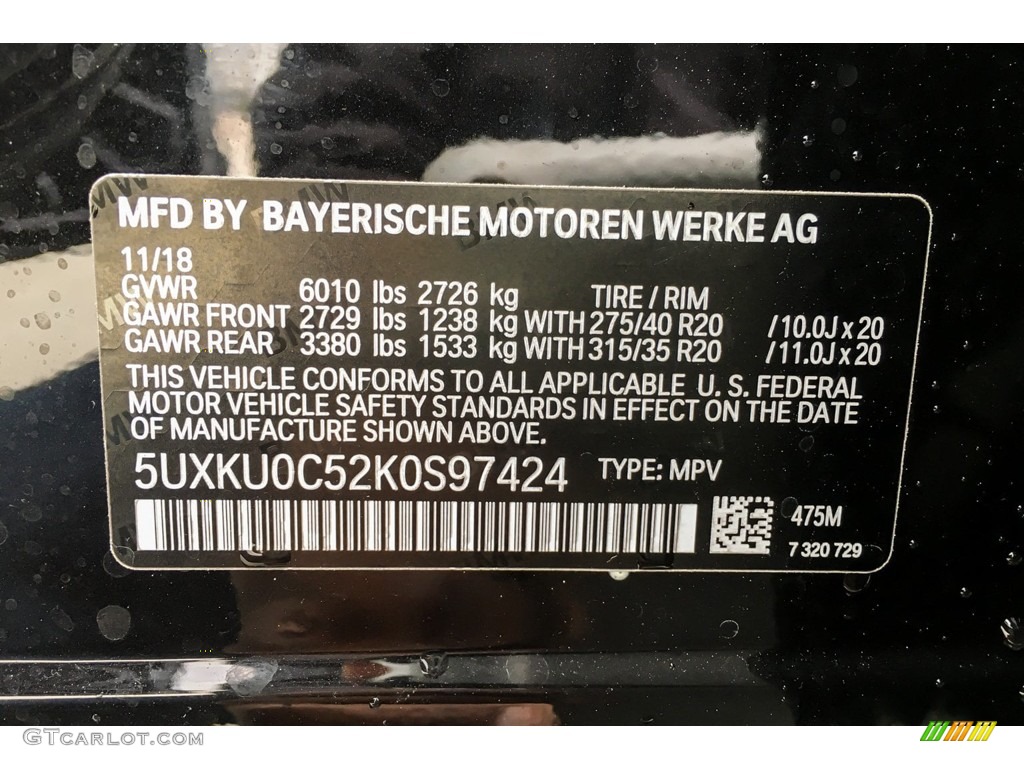 MFD BY BAYERISCHE MOTOREN WERKE AG
11/18
GVWR 6010 lbs 2726 kg TIRE / RIM
GAWR FRONT 2729 lbs 1238 kg WITH 275/40 R20 /10.0J x 20
GAWR REAR 3380 lbs 1533 kg WITH 315/35 R20 /11.0J x 20
THIS VEHICLE CONFORMS TO ALL APPLICABLE U. S. FEDERAL
MOTOR VEHICLE SAFETY STANDARDS IN EFFECT ON THE DATE
OF MANUFACTURE SHOWN ABOVE.
5UXKU0C52K0S97424 TYPE: MPV
475M
7 320 729
GTCarLot.com